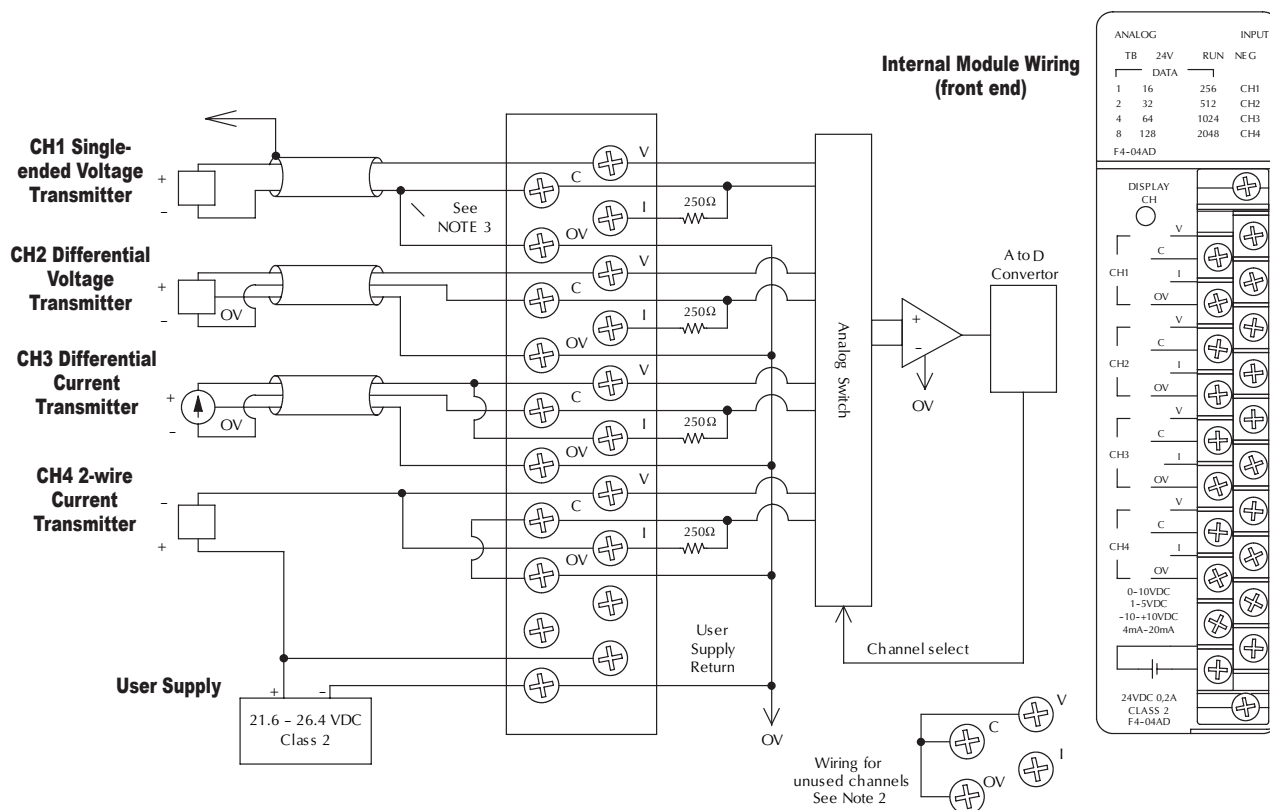 Internal Module Wiring
(front end)
CH1 Single-
ended Voltage
Transmitter
+
–
See
NOTE 3
CH2 Differential
Voltage
Transmitter
+
–
OV
CH3 Differential
Current
Transmitter
+
–
OV
CH4 2-wire
Current
Transmitter
–
+
User Supply
+ –
21.6 – 26.4 VDC
Class 2
V
C
I
OV
250Ω
V
C
I
OV
250Ω
V
C
I
OV
250Ω
V
C
I
OV
250Ω
User
Supply
Return
OV
Analog Switch
+
–
OV
A to D
Convertor
Channel select
Wiring for
unused channels
See Note 2
V
C
I
OV
ANALOG INPUT
TB 24V RUN NEG
DATA
1 16 256 CH1
2 32 512 CH2
4 64 1024 CH3
8 128 2048 CH4
F4-04AD
DISPLAY
CH
V
C
CH1
I
OV
V
C
CH2
I
OV
V
C
CH3
I
OV
V
C
CH4
I
OV
0–10VDC
1–5VDC
–10–+10VDC
4mA–20mA
24VDC 0,2A
CLASS 2
F4-04AD